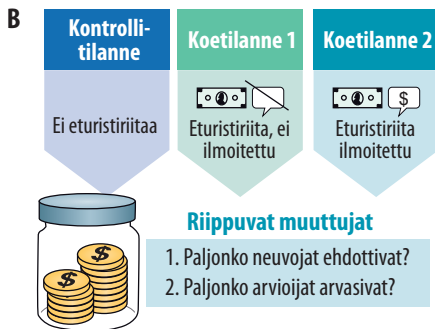 B
Kontrolli-
tilanne
Koetilanne 1
Koetilanne 2
$
Ei eturistiriitaa
Eturistiriita, ei
ilmoitettu
Eturistiriita
ilmoitettu
Riippuvat muuttujat
1. Paljonko neuvojat ehdottivat?
2. Paljonko arvioijat arvasivat?
$
$